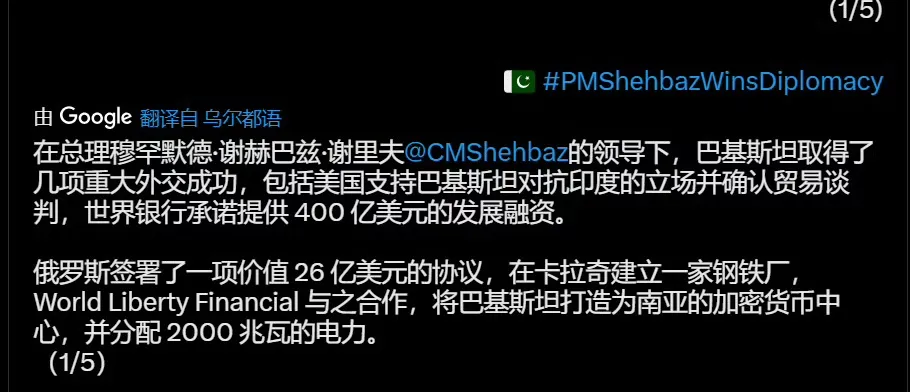 (1/5)
🇵🇰 #PMShehbazWinsDiplomacy
由 Google 翻译自 乌尔都语
在总理穆罕默德·谢赫巴兹·谢里夫@CMShehbaz的领导下，巴基斯坦取得了
几项重大外交成功，包括美国支持巴基斯坦对抗印度的立场并确认贸易谈
判，世界银行承诺提供 400 亿美元的发展融资。
俄罗斯签署了一项价值 26 亿美元的协议，在卡拉奇建立一家钢铁厂，
World Liberty Financial 与之合作，将巴基斯坦打造为南亚的加密货币中
心，并分配 2000 兆瓦的电力。
（1/5）